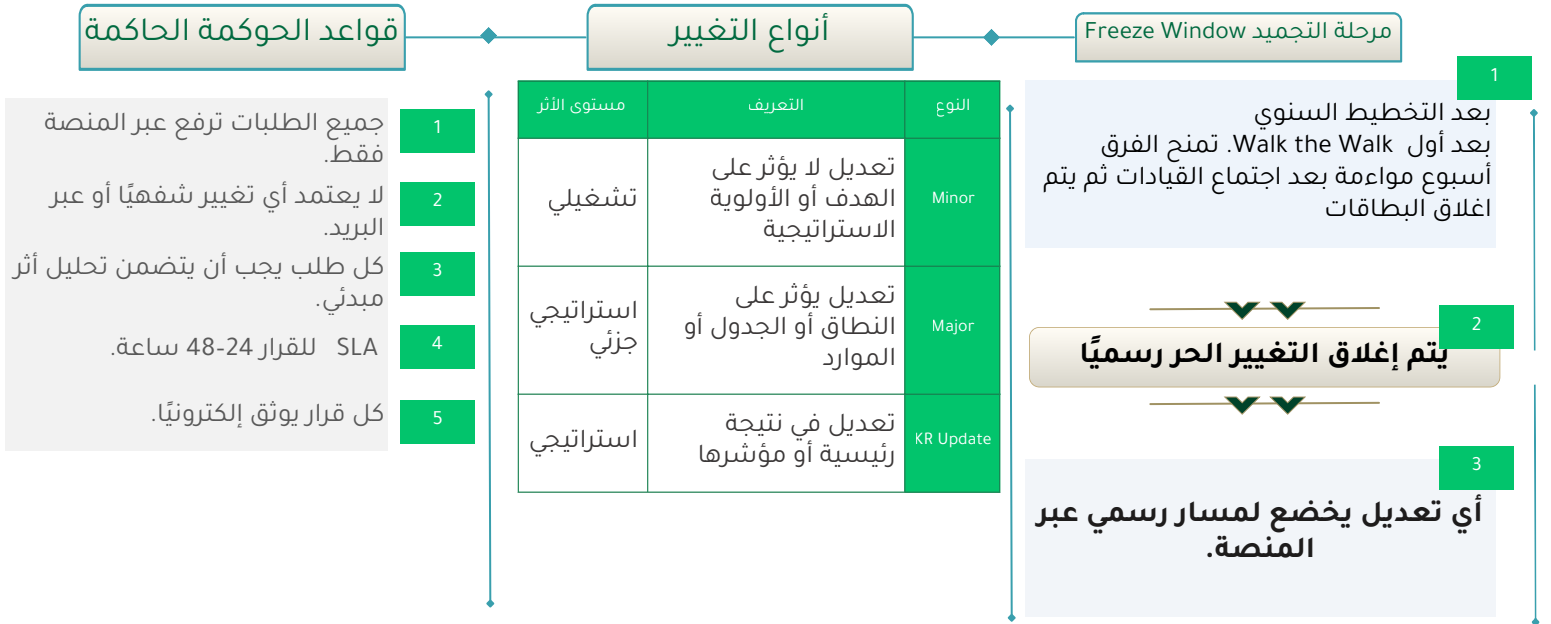 مرحلة التجميد Freeze Window
1
بعد التخطيط السنوي
بعد أول Walk the Walk. تمنح الفرق
أسبوع مواءمة بعد اجتماع القيادات ثم يتم
اغلاق البطاقات
2
يتم إغلاق التغيير الحر رسميًا
3
أي تعديل يخضع لمسار رسمي عبر
المنصة.
أنواع التغيير
النوع
التعريف
مستوى الأثر
Minor
تعديل لا يؤثر على
الهدف أو الأولوية
الاستراتيجية
تشغيلي
Major
تعديل يؤثر على
النطاق أو الجدول أو
الموارد
استراتيجي
جزئي
KR Update
تعديل في نتيجة
رئيسية أو مؤشرها
استراتيجي
قواعد الحوكمة الحاكمة
1
جميع الطلبات ترفع عبر المنصة
فقط.
2
لا يعتمد أي تغيير شفهيًا أو عبر
البريد.
3
كل طلب يجب أن يتضمن تحليل أثر
مبدئي.
4
SLA للقرار 24-48 ساعة.
5
كل قرار يوثق إلكترونيًا.